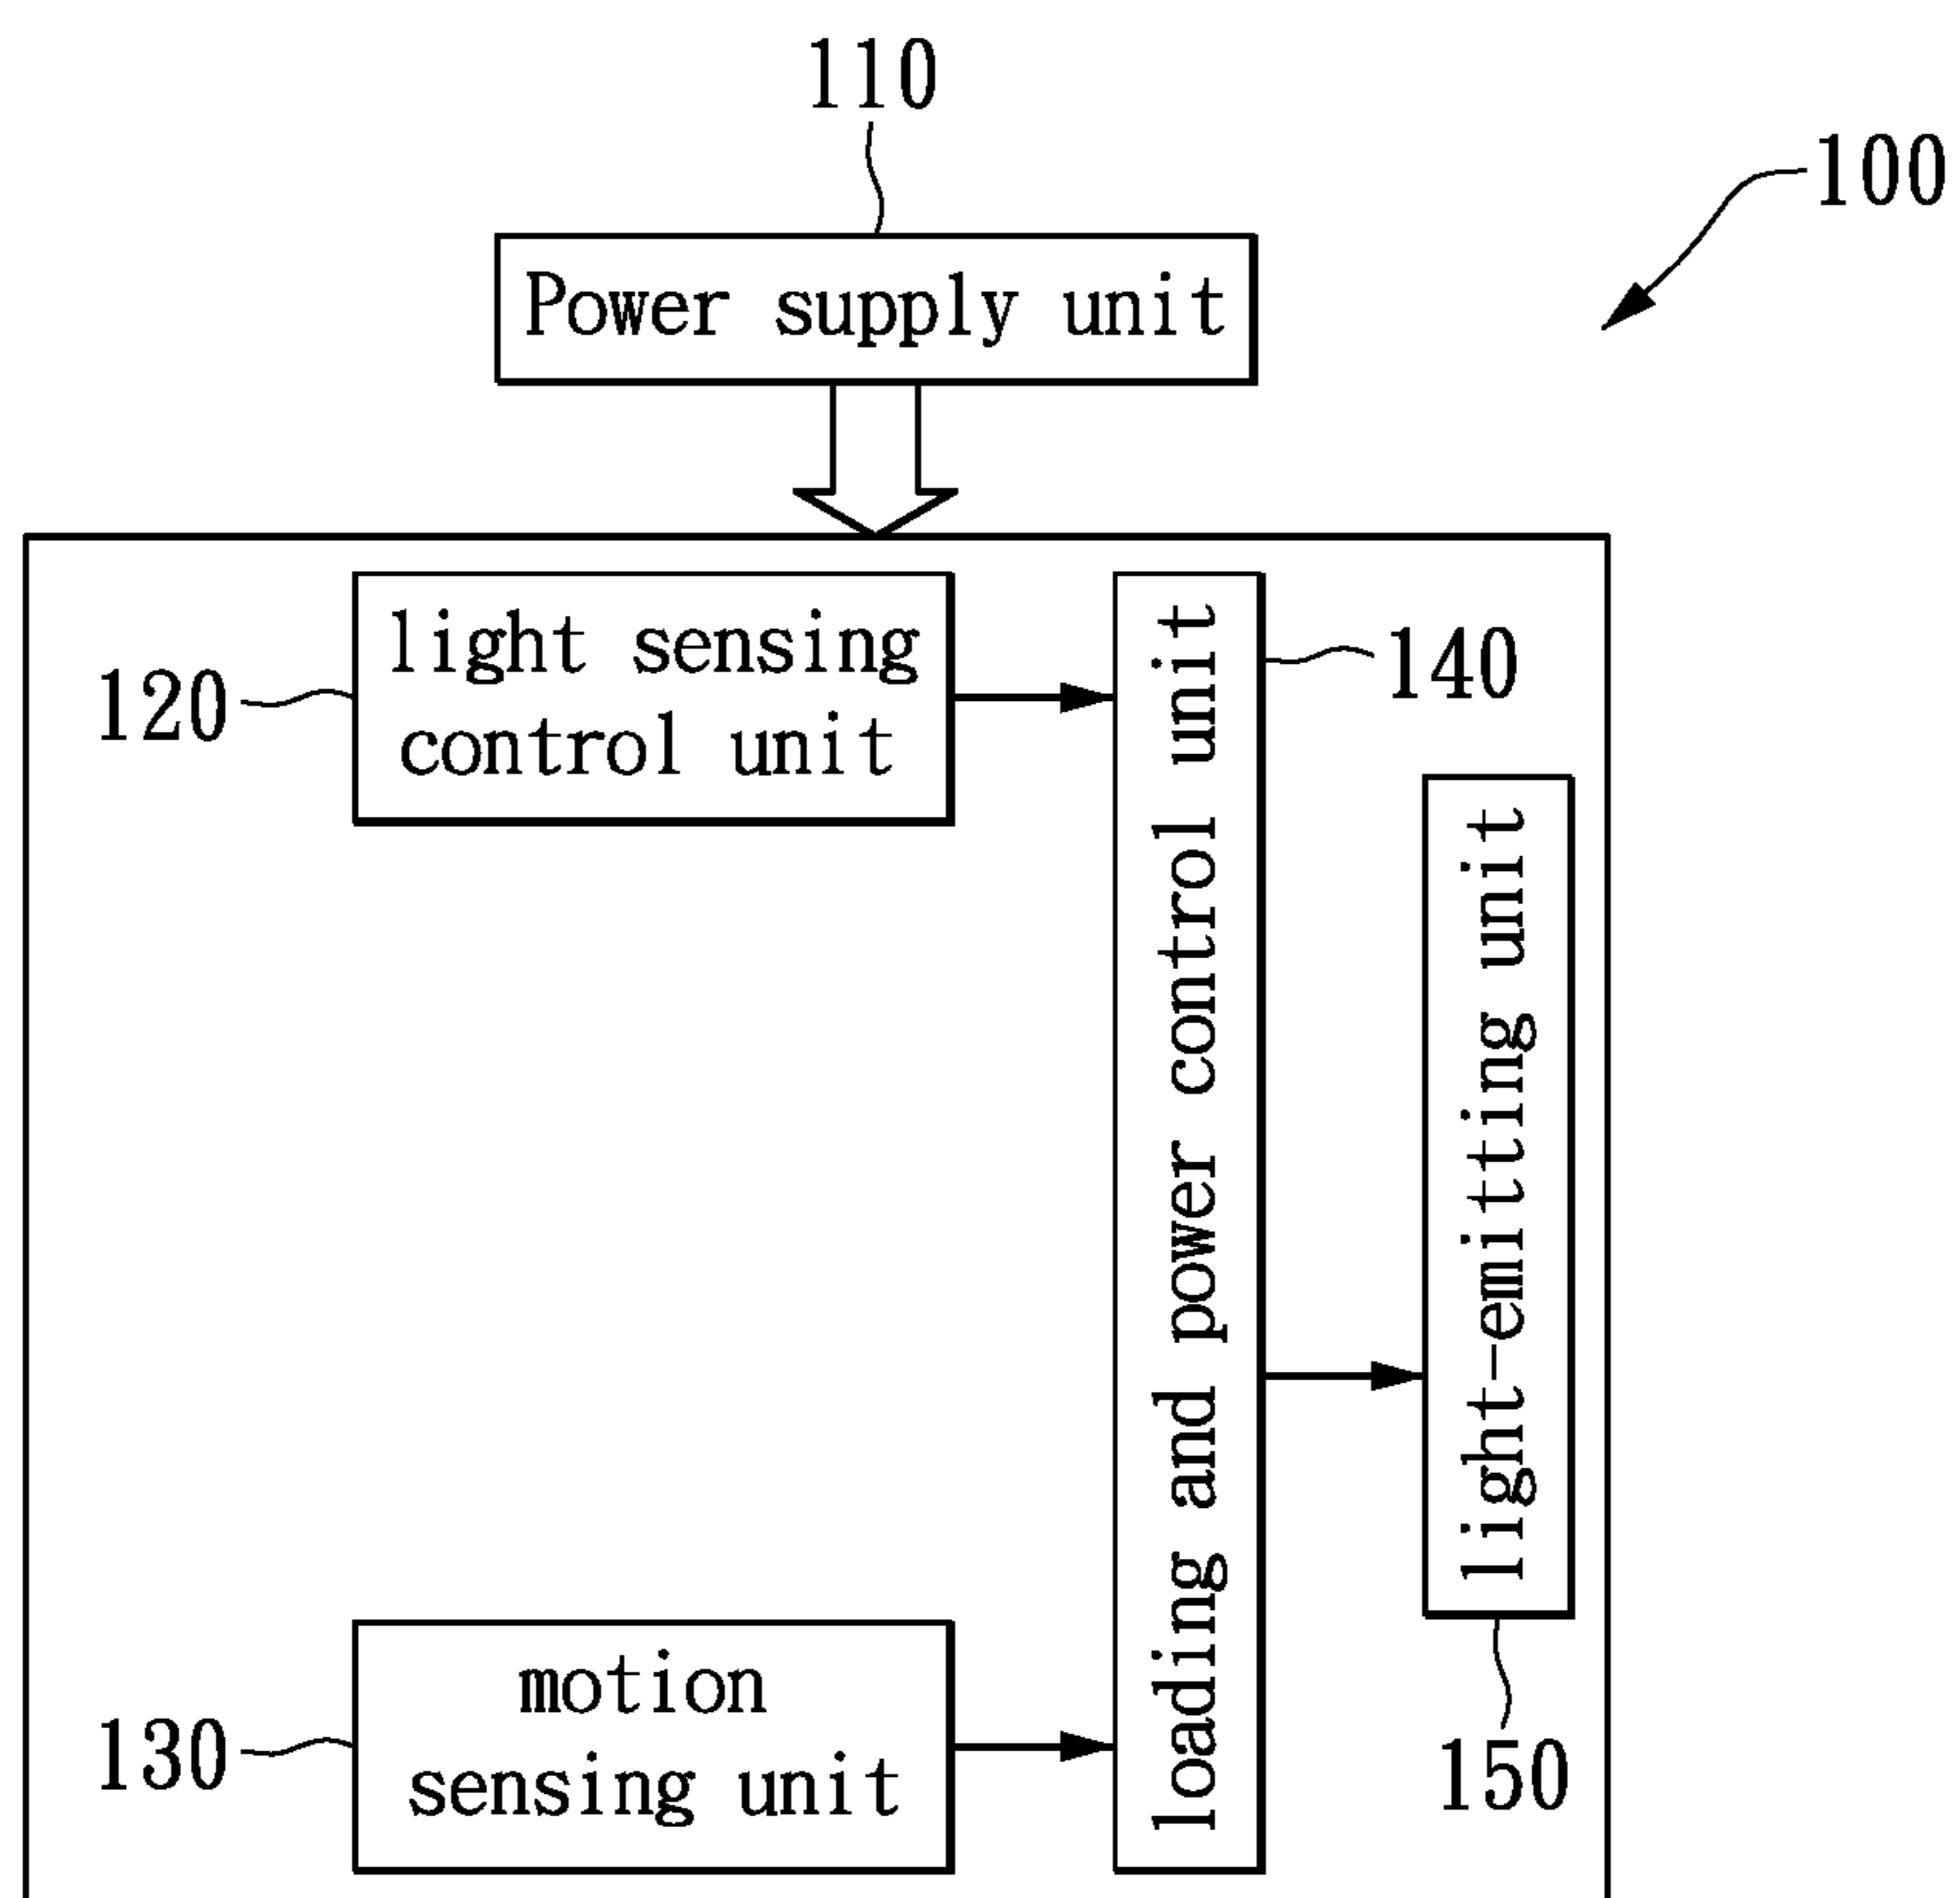 110
100
Power supply unit
light sensing
control unit
120
140
loading and power control unit
light-emitting unit
motion
sensing unit
130
150